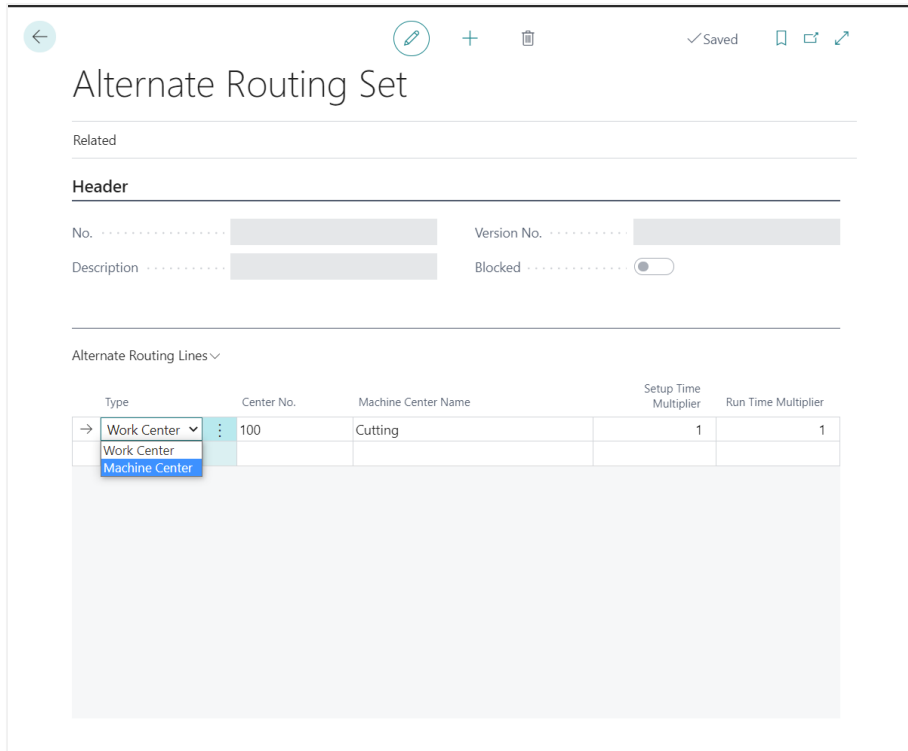 Saved
Alternate Routing Set
Related
Header
No. Version No.
Description Blocked
Alternate Routing Lines
Type Center No. Machine Center Name Setup Time Multiplier Run Time Multiplier
Work Center 100 Cutting 1 1
Work Center
Machine Center